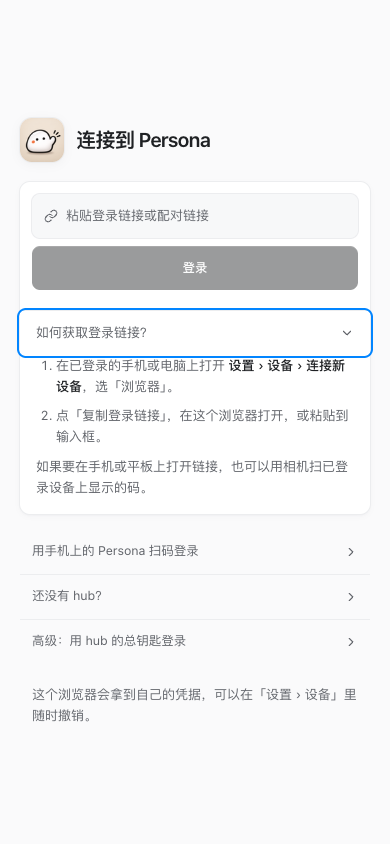 连接到 Persona
粘贴登录链接或配对链接
登录
如何获取登录链接?
1. 在已登录的手机或电脑上打开 设置 › 设备 › 连接新
设备，选「浏览器」。
2. 点「复制登录链接」，在这个浏览器打开，或粘贴到
输入框。
如果要在手机或平板上打开链接，也可以用相机扫已登
录设备上显示的码。
用手机上的 Persona 扫码登录
还没有 hub?
高级：用 hub 的总钥匙登录
这个浏览器会拿到自己的凭据，可以在「设置 › 设备」里
随时撤销。